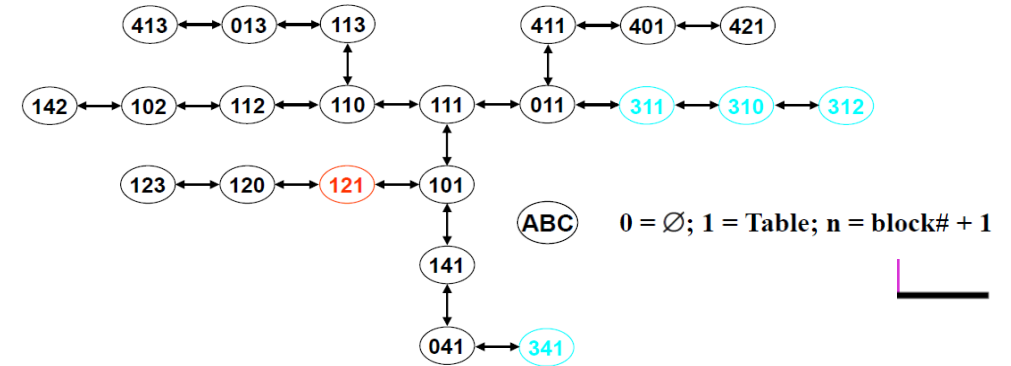 413 013 113 411 401 421
142 102 112 110 111 011 311 310 312
123 120 121 101
ABC 0 = ∅; 1 = Table; n = block# + 1
141
041 341